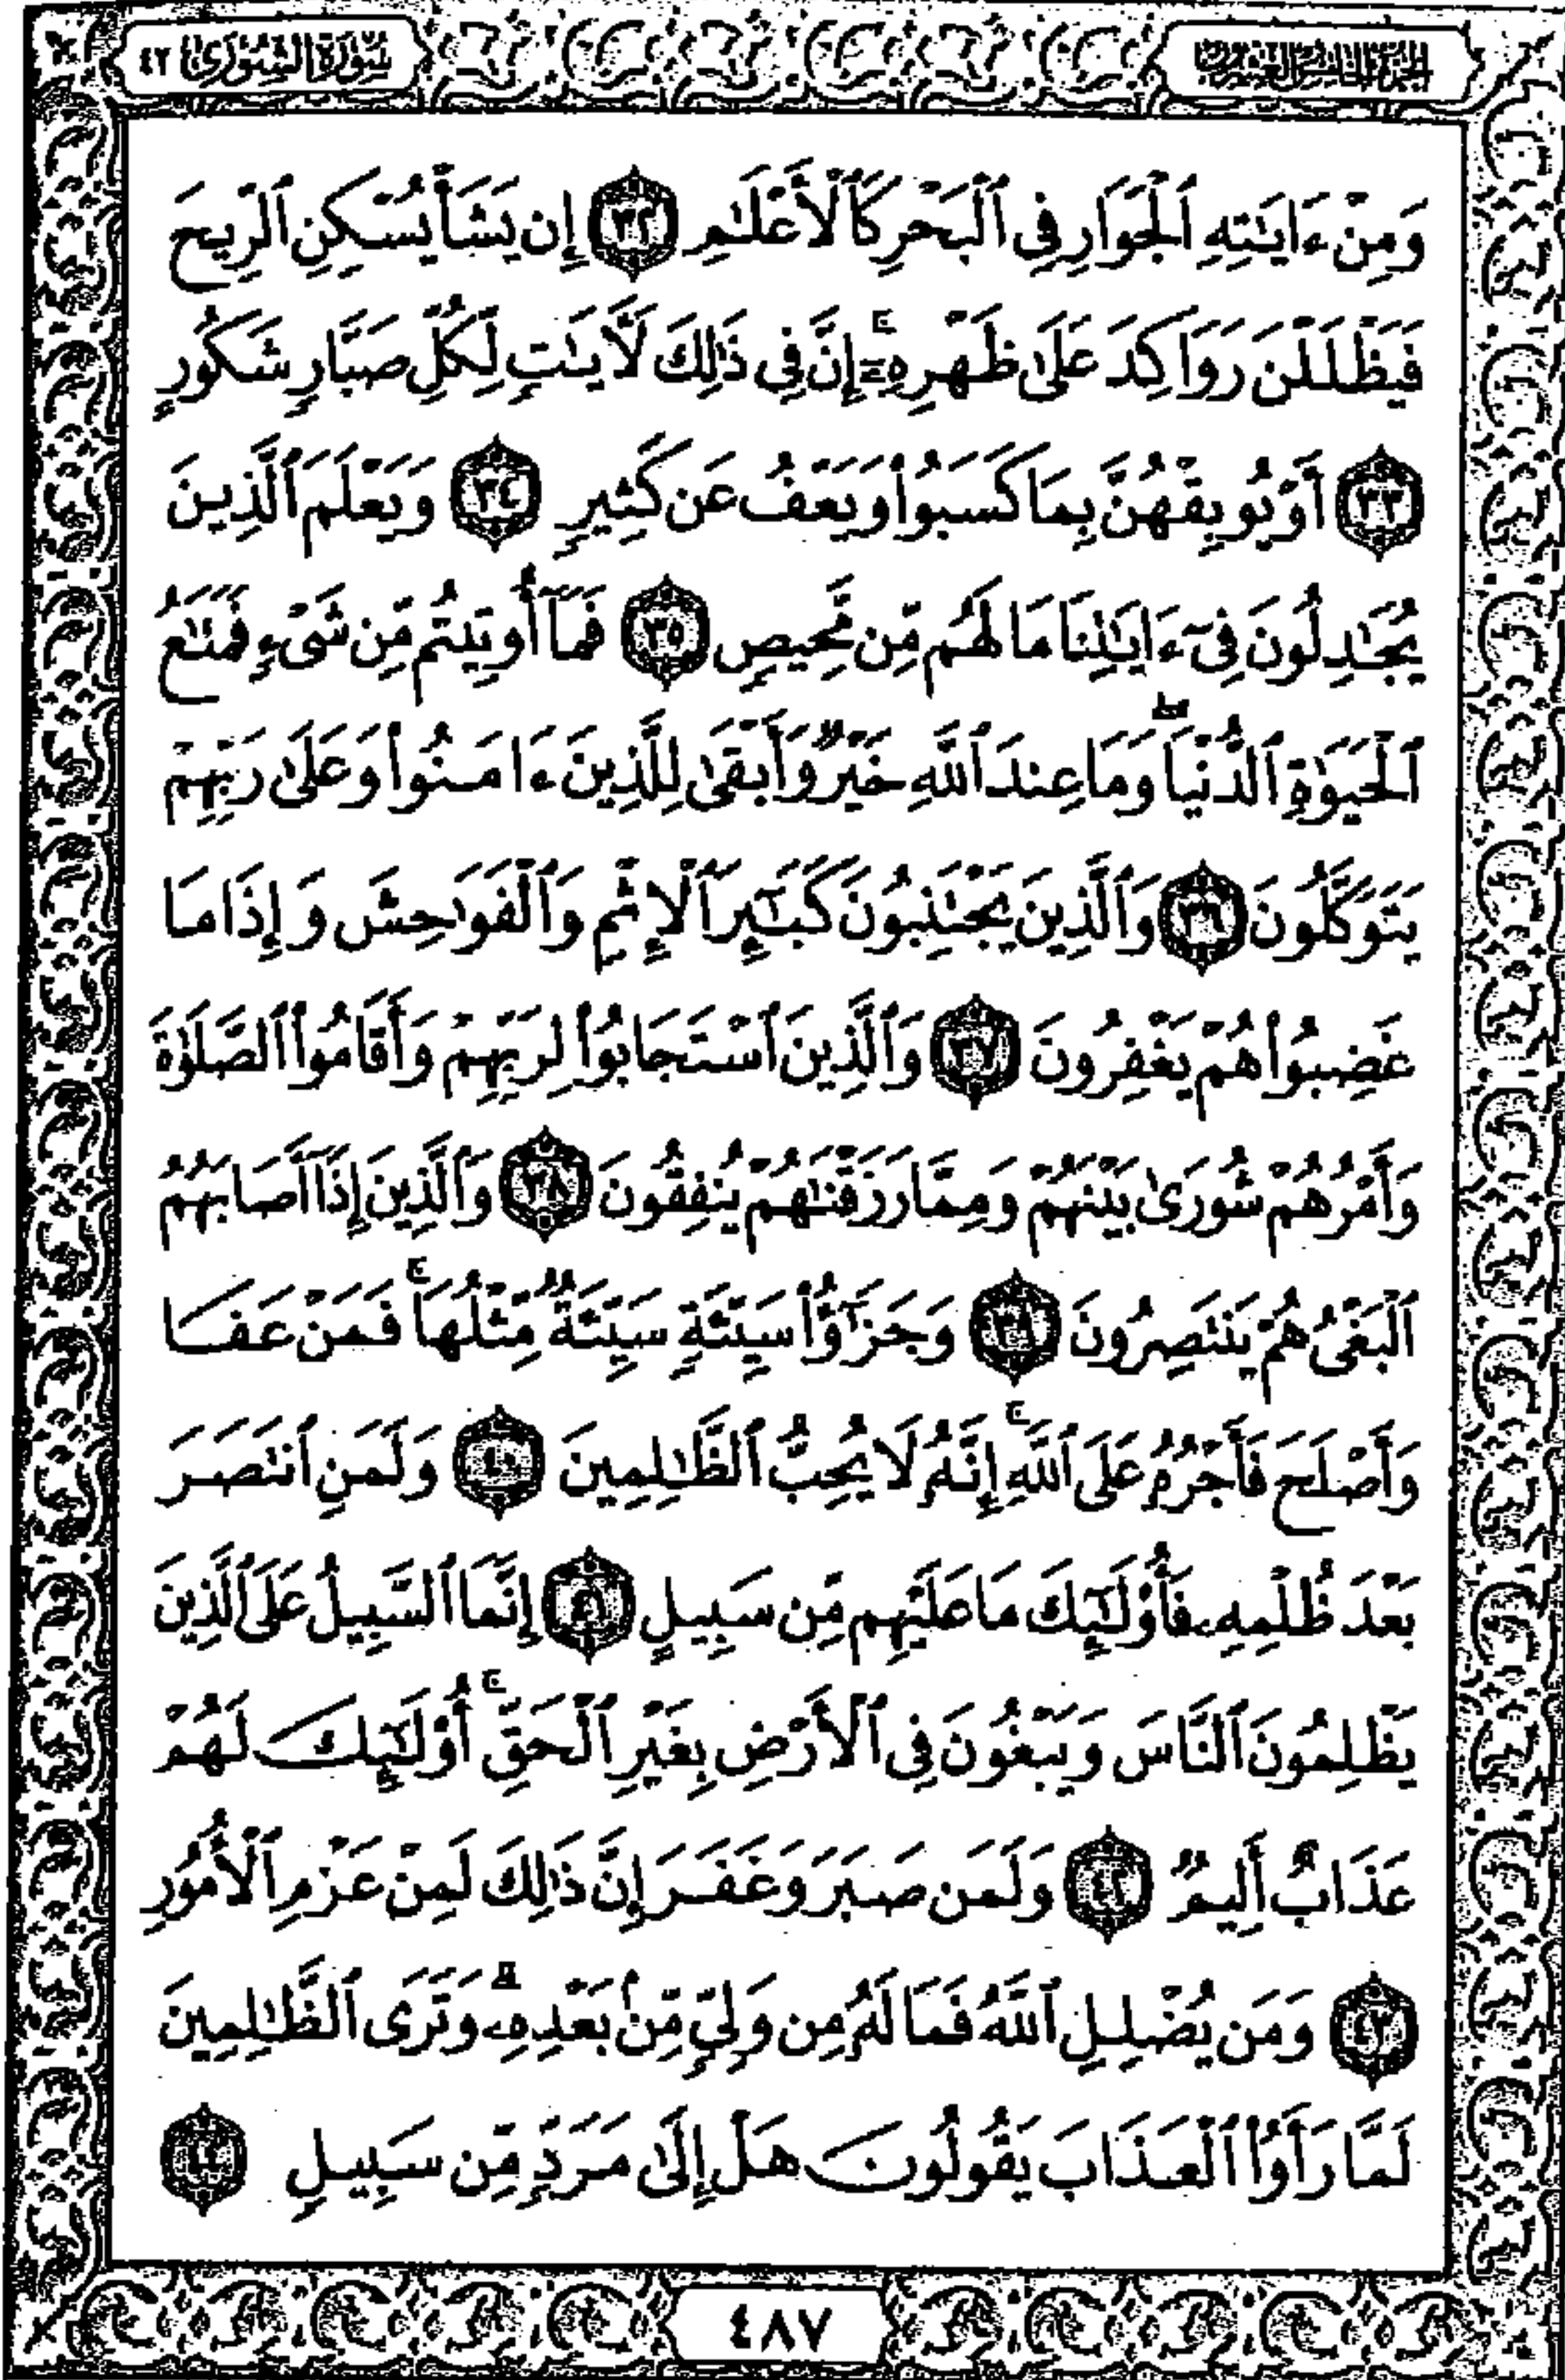 الجزء الخامس والعشرون
سورة الشورى ٤٢
وَمِنْ ءَايَٰتِهِ ٱلْجَوَارِ فِى ٱلْبَحْرِ كَٱلْأَعْلَٰمِ ٣٢ إِن يَشَأْ يُسْكِنِ ٱلرِّيحَ
فَيَظْلَلْنَ رَوَاكِدَ عَلَىٰ ظَهْرِهِۦٓ ۚ إِنَّ فِى ذَٰلِكَ لَءَايَٰتٍ لِّكُلِّ صَبَّارٍ شَكُورٍ
٣٣ أَوْ يُوبِقْهُنَّ بِمَا كَسَبُوا۟ وَيَعْفُ عَن كَثِيرٍ ٣٤ وَيَعْلَمَ ٱلَّذِينَ
يُجَٰدِلُونَ فِىٓ ءَايَٰتِنَا مَا لَهُم مِّن مَّحِيصٍ ٣٥ فَمَآ أُوتِيتُم مِّن شَىْءٍ فَمَتَٰعُ
ٱلْحَيَوٰةِ ٱلدُّنْيَا ۖ وَمَا عِندَ ٱللَّهِ خَيْرٌ وَأَبْقَىٰ لِلَّذِينَ ءَامَنُوا۟ وَعَلَىٰ رَبِّهِمْ
يَتَوَكَّلُونَ ٣٦ وَٱلَّذِينَ يَجْتَنِبُونَ كَبَٰٓئِرَ ٱلْإِثْمِ وَٱلْفَوَٰحِشَ وَإِذَا مَا
غَضِبُوا۟ هُمْ يَغْفِرُونَ ٣٧ وَٱلَّذِينَ ٱسْتَجَابُوا۟ لِرَبِّهِمْ وَأَقَامُوا۟ ٱلصَّلَوٰةَ
وَأَمْرُهُمْ شُورَىٰ بَيْنَهُمْ وَمِمَّا رَزَقْنَٰهُمْ يُنفِقُونَ ٣٨ وَٱلَّذِينَ إِذَآ أَصَابَهُمُ
ٱلْبَغْىُ هُمْ يَنتَصِرُونَ ٣٩ وَجَزَٰٓؤُا۟ سَيِّئَةٍ سَيِّئَةٌ مِّثْلُهَا ۖ فَمَنْ عَفَا
وَأَصْلَحَ فَأَجْرُهُۥ عَلَى ٱللَّهِ ۚ إِنَّهُۥ لَا يُحِبُّ ٱلظَّٰلِمِينَ ٤٠ وَلَمَنِ ٱنتَصَرَ
بَعْدَ ظُلْمِهِۦ فَأُو۟لَٰٓئِكَ مَا عَلَيْهِم مِّن سَبِيلٍ ٤١ إِنَّمَا ٱلسَّبِيلُ عَلَى ٱلَّذِينَ
يَظْلِمُونَ ٱلنَّاسَ وَيَبْغُونَ فِى ٱلْأَرْضِ بِغَيْرِ ٱلْحَقِّ ۚ أُو۟لَٰٓئِكَ لَهُمْ
عَذَابٌ أَلِيمٌ ٤٢ وَلَمَن صَبَرَ وَغَفَرَ إِنَّ ذَٰلِكَ لَمِنْ عَزْمِ ٱلْأُمُورِ
٤٣ وَمَن يُضْلِلِ ٱللَّهُ فَمَا لَهُۥ مِن وَلِىٍّ مِّنۢ بَعْدِهِۦ ۗ وَتَرَى ٱلظَّٰلِمِينَ
لَمَّا رَأَوُا۟ ٱلْعَذَابَ يَقُولُونَ هَلْ إِلَىٰ مَرَدٍّ مِّن سَبِيلٍ ٤٤
٤٨٧